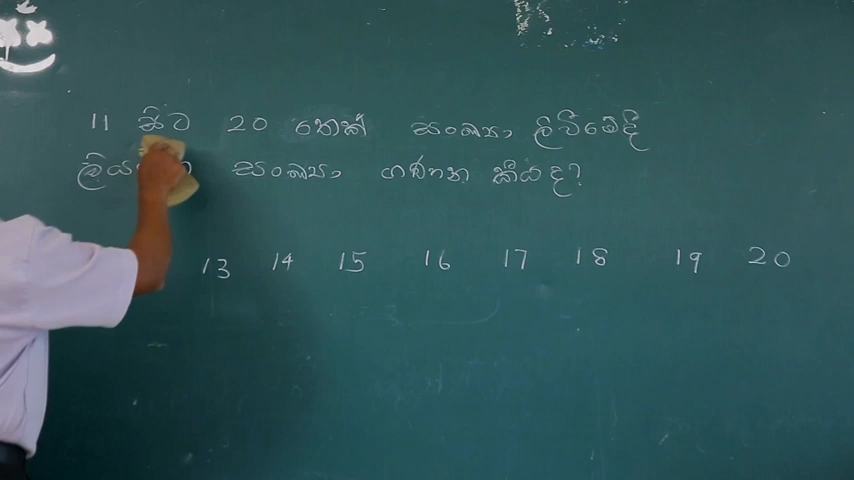 11 සිට 20 තෙක් සංඛ්‍යා ලිවීමේදී
සංඛ්‍යා ගණන කීයද?
13 14 15 16 17 18 19 20